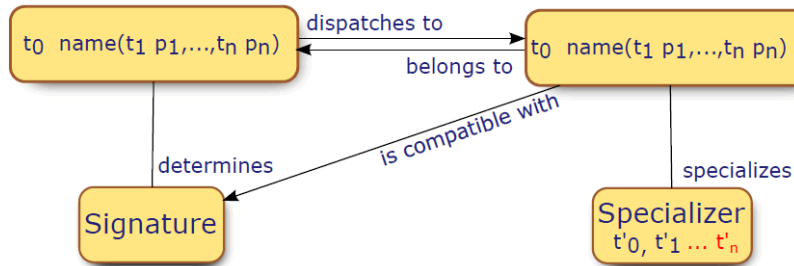 t₀ name(t₁ p₁,...,tₙ pₙ)
dispatches to
belongs to
t₀ name(t₁ p₁,...,tₙ pₙ)
is compatible with
determines
specializes
Signature
Specializer
t'₀, t'₁ ... t'ₙ